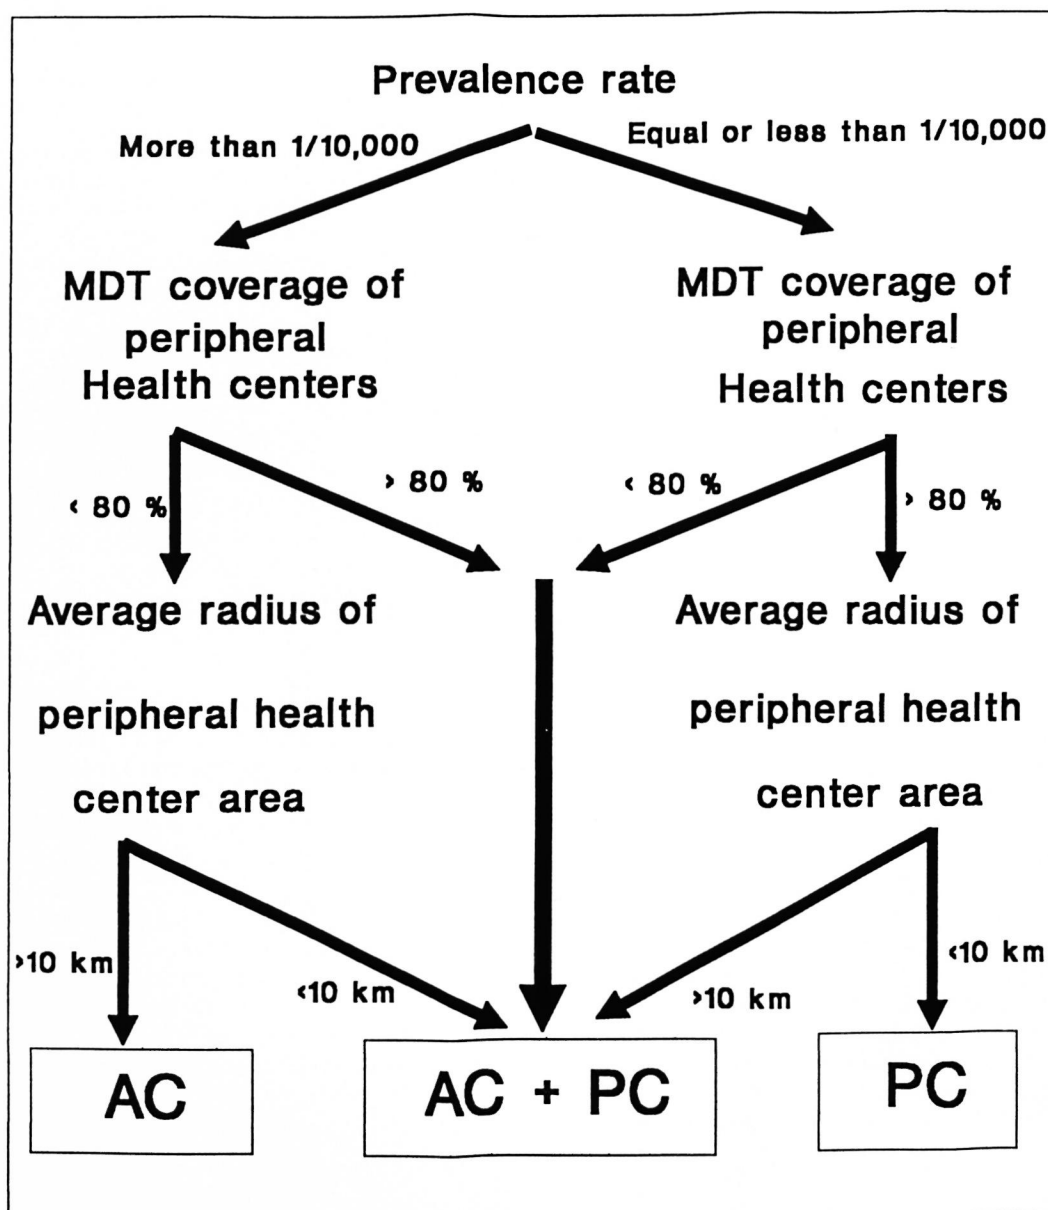 Prevalence rate
More than 1/10,000
Equal or less than 1/10,000
MDT coverage of
peripheral
Health centers
MDT coverage of
peripheral
Health centers
< 80 %
> 80 %
< 80 %
> 80 %
Average radius of
peripheral health
center area
Average radius of
peripheral health
center area
>10 km
<10 km
>10 km
<10 km
AC
AC + PC
PC